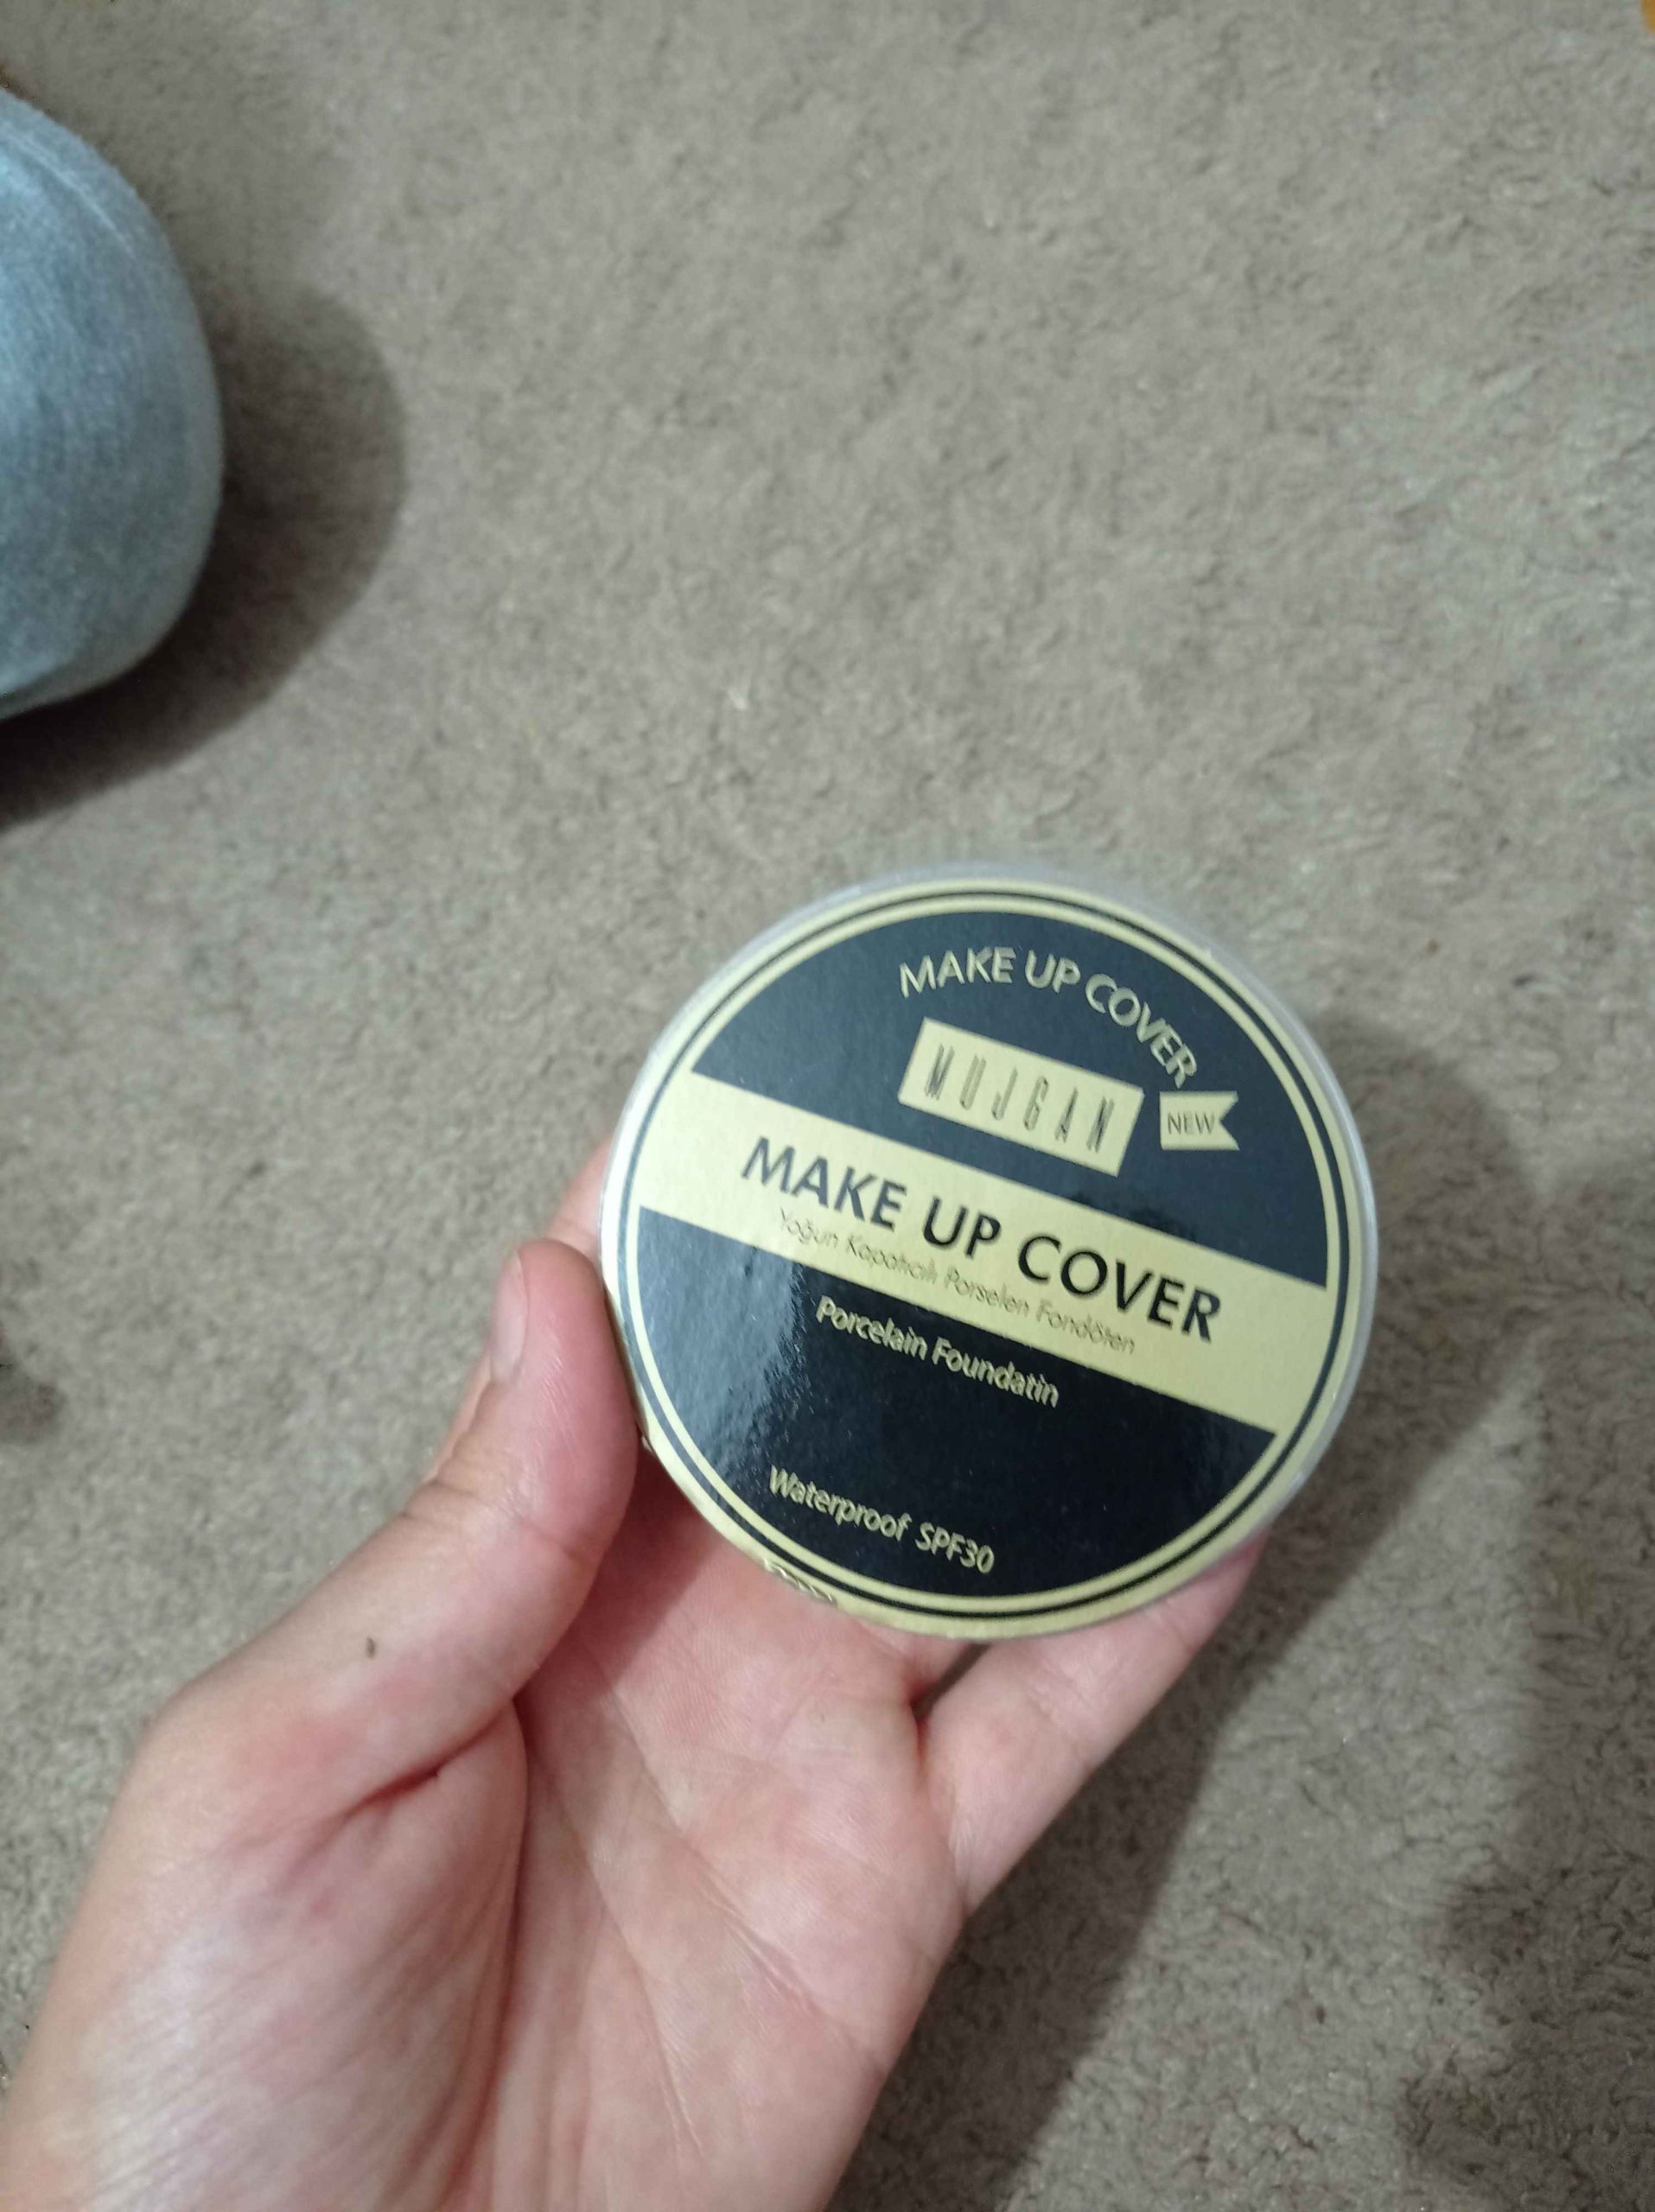 MAKE UP COVER
MUJGAN
NEW
MAKE UP COVER
Yoğun Kapatıcılı Porselen Fondöten
Porcelain Foundatin
Waterproof SPF30